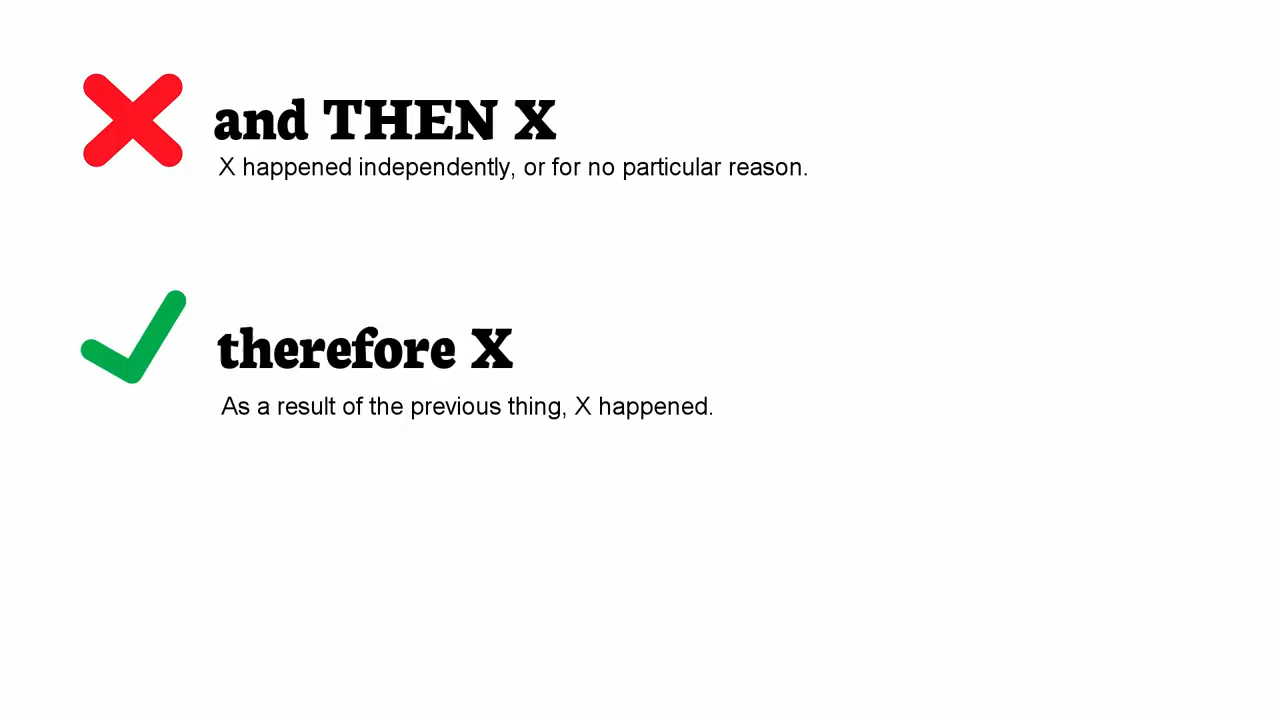 and THEN X
X happened independently, or for no particular reason.
therefore X
As a result of the previous thing, X happened.